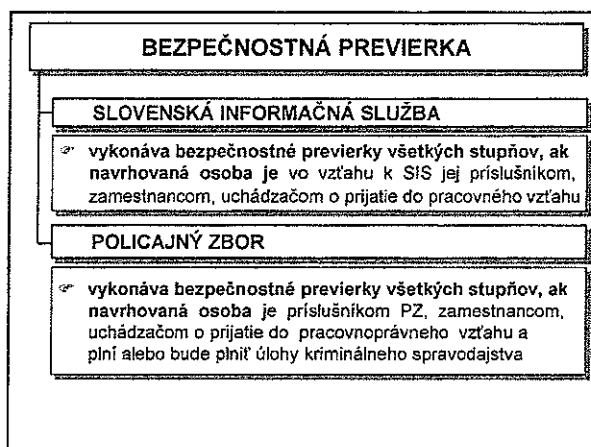 BEZPEČNOSTNÁ PREVIERKA
SLOVENSKÁ INFORMAČNÁ SLUŽBA
☞ vykonáva bezpečnostné previerky všetkých stupňov, ak
navrhovaná osoba je vo vzťahu k SIS jej príslušníkom,
zamestnancom, uchádzačom o prijatie do pracovného vzťahu
POLICAJNÝ ZBOR
☞ vykonáva bezpečnostné previerky všetkých stupňov, ak
navrhovaná osoba je príslušníkom PZ, zamestnancom,
uchádzačom o prijatie do pracovnoprávneho vzťahu a
plní alebo bude plniť úlohy kriminálneho spravodajstva